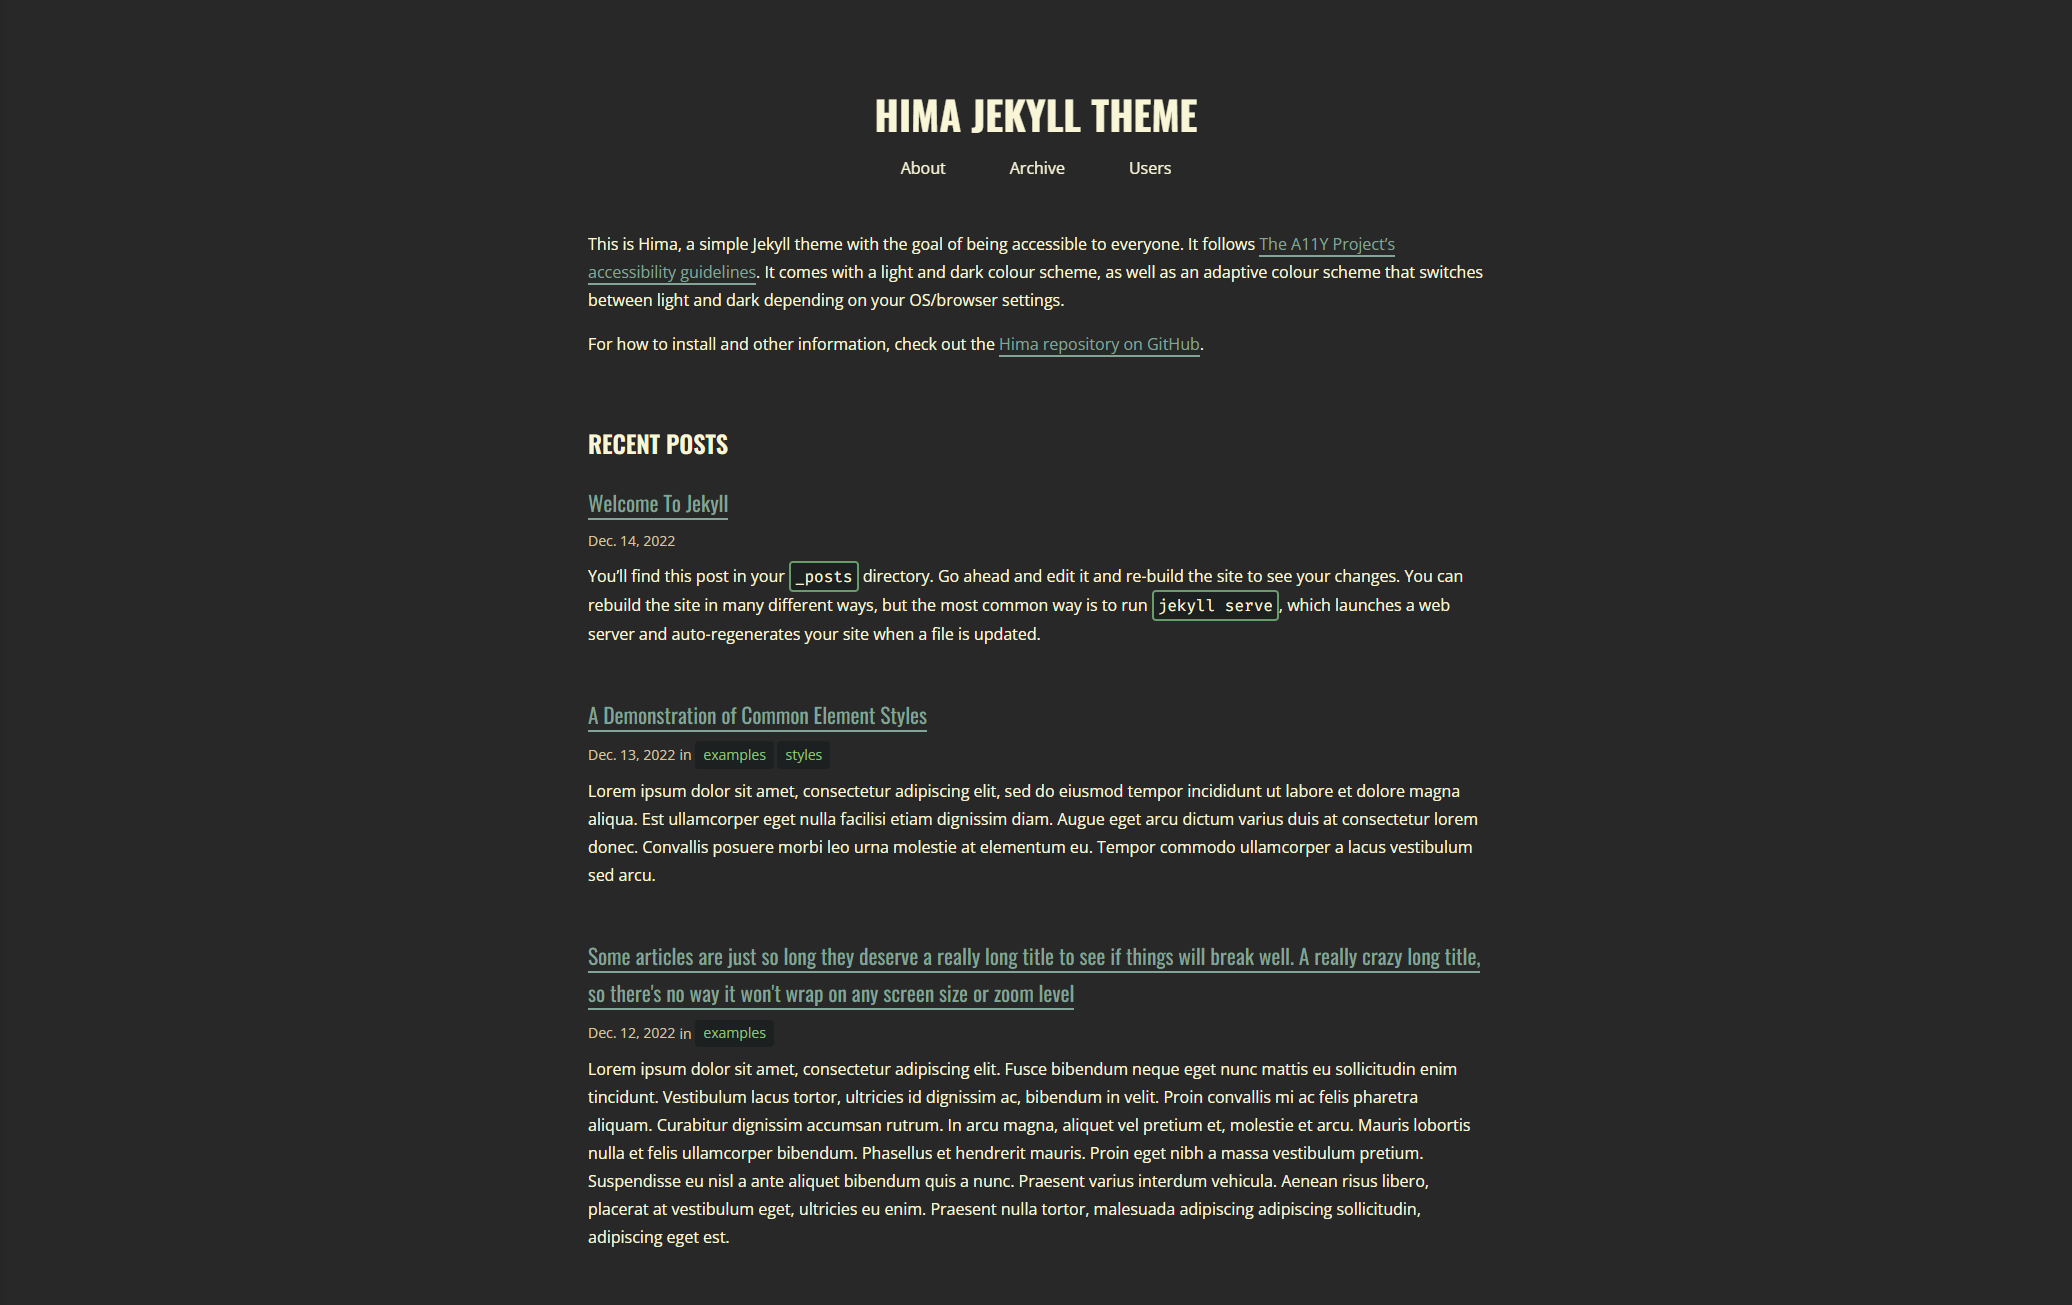 HIMA JEKYLL THEME
About Archive Users
This is Hima, a simple Jekyll theme with the goal of being accessible to everyone. It follows The A11Y Project’s
accessibility guidelines. It comes with a light and dark colour scheme, as well as an adaptive colour scheme that switches
between light and dark depending on your OS/browser settings.
For how to install and other information, check out the Hima repository on GitHub.
RECENT POSTS
Welcome To Jekyll
Dec. 14, 2022
You’ll find this post in your _posts directory. Go ahead and edit it and re-build the site to see your changes. You can
rebuild the site in many different ways, but the most common way is to run jekyll serve, which launches a web
server and auto-regenerates your site when a file is updated.
A Demonstration of Common Element Styles
Dec. 13, 2022 in examples styles
Lorem ipsum dolor sit amet, consectetur adipiscing elit, sed do eiusmod tempor incididunt ut labore et dolore magna
aliqua. Est ullamcorper eget nulla facilisi etiam dignissim diam. Augue eget arcu dictum varius duis at consectetur lorem
donec. Convallis posuere morbi leo urna molestie at elementum eu. Tempor commodo ullamcorper a lacus vestibulum
sed arcu.
Some articles are just so long they deserve a really long title to see if things will break well. A really crazy long title,
so there's no way it won't wrap on any screen size or zoom level
Dec. 12, 2022 in examples
Lorem ipsum dolor sit amet, consectetur adipiscing elit. Fusce bibendum neque eget nunc mattis eu sollicitudin enim
tincidunt. Vestibulum lacus tortor, ultricies id dignissim ac, bibendum in velit. Proin convallis mi ac felis pharetra
aliquam. Curabitur dignissim accumsan rutrum. In arcu magna, aliquet vel pretium et, molestie et arcu. Mauris lobortis
nulla et felis ullamcorper bibendum. Phasellus et hendrerit mauris. Proin eget nibh a massa vestibulum pretium.
Suspendisse eu nisl a ante aliquet bibendum quis a nunc. Praesent varius interdum vehicula. Aenean risus libero,
placerat at vestibulum eget, ultricies eu enim. Praesent nulla tortor, malesuada adipiscing adipiscing sollicitudin,
adipiscing eget est.